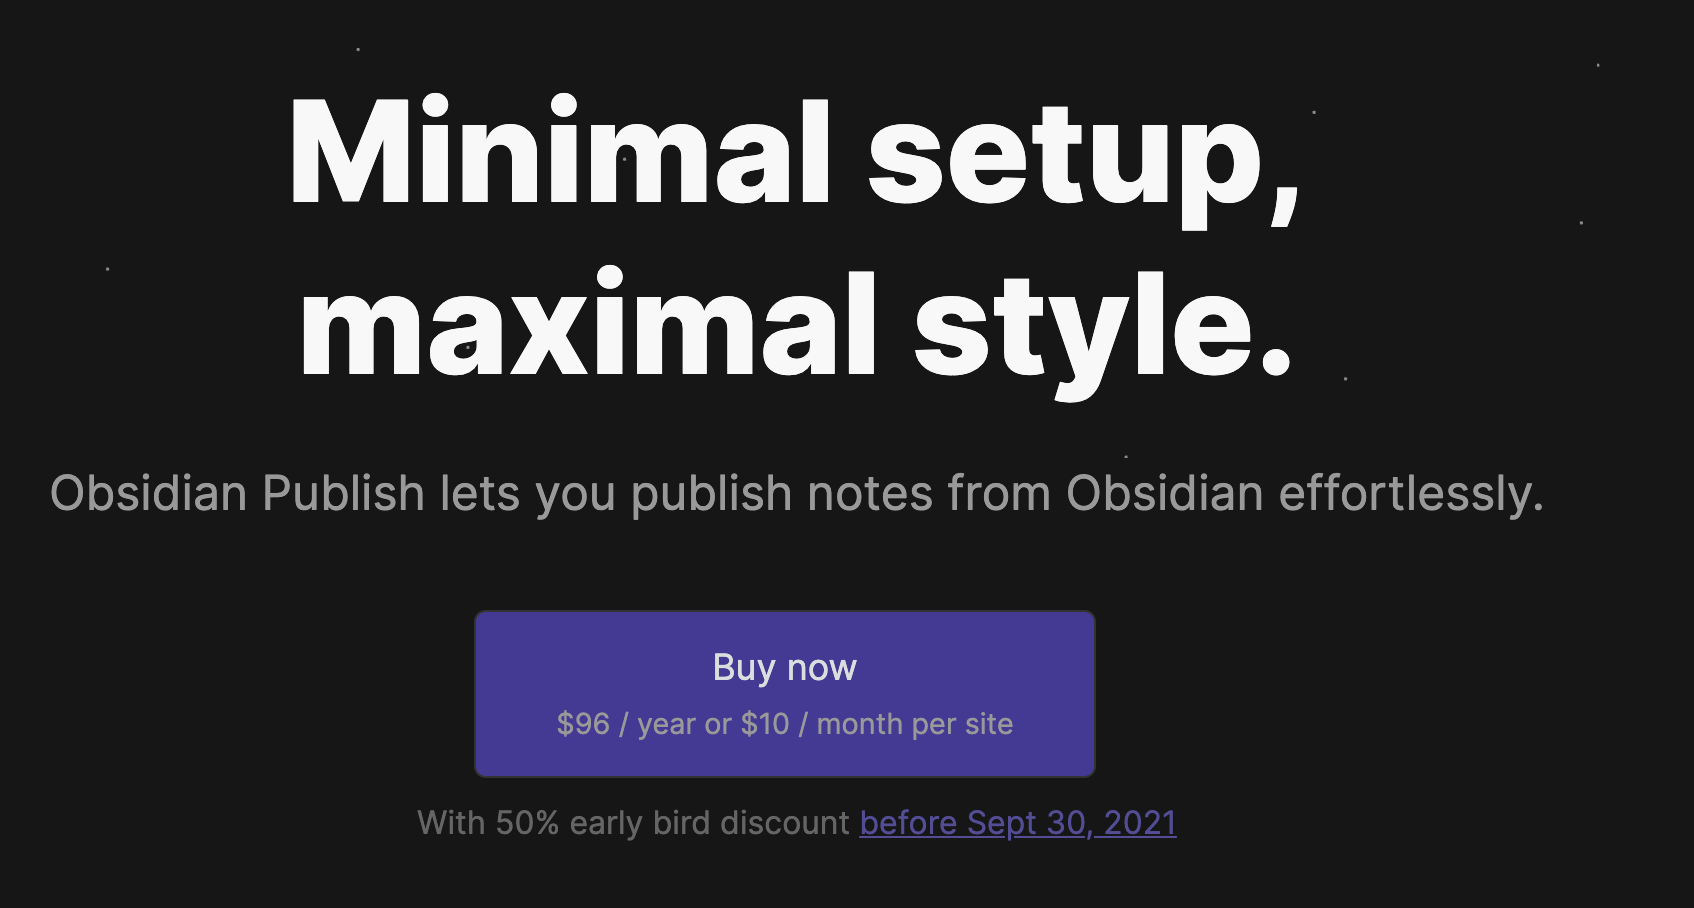 Minimal setup,
maximal style.
Obsidian Publish lets you publish notes from Obsidian effortlessly.
Buy now
$96 / year or $10 / month per site
With 50% early bird discount before Sept 30, 2021